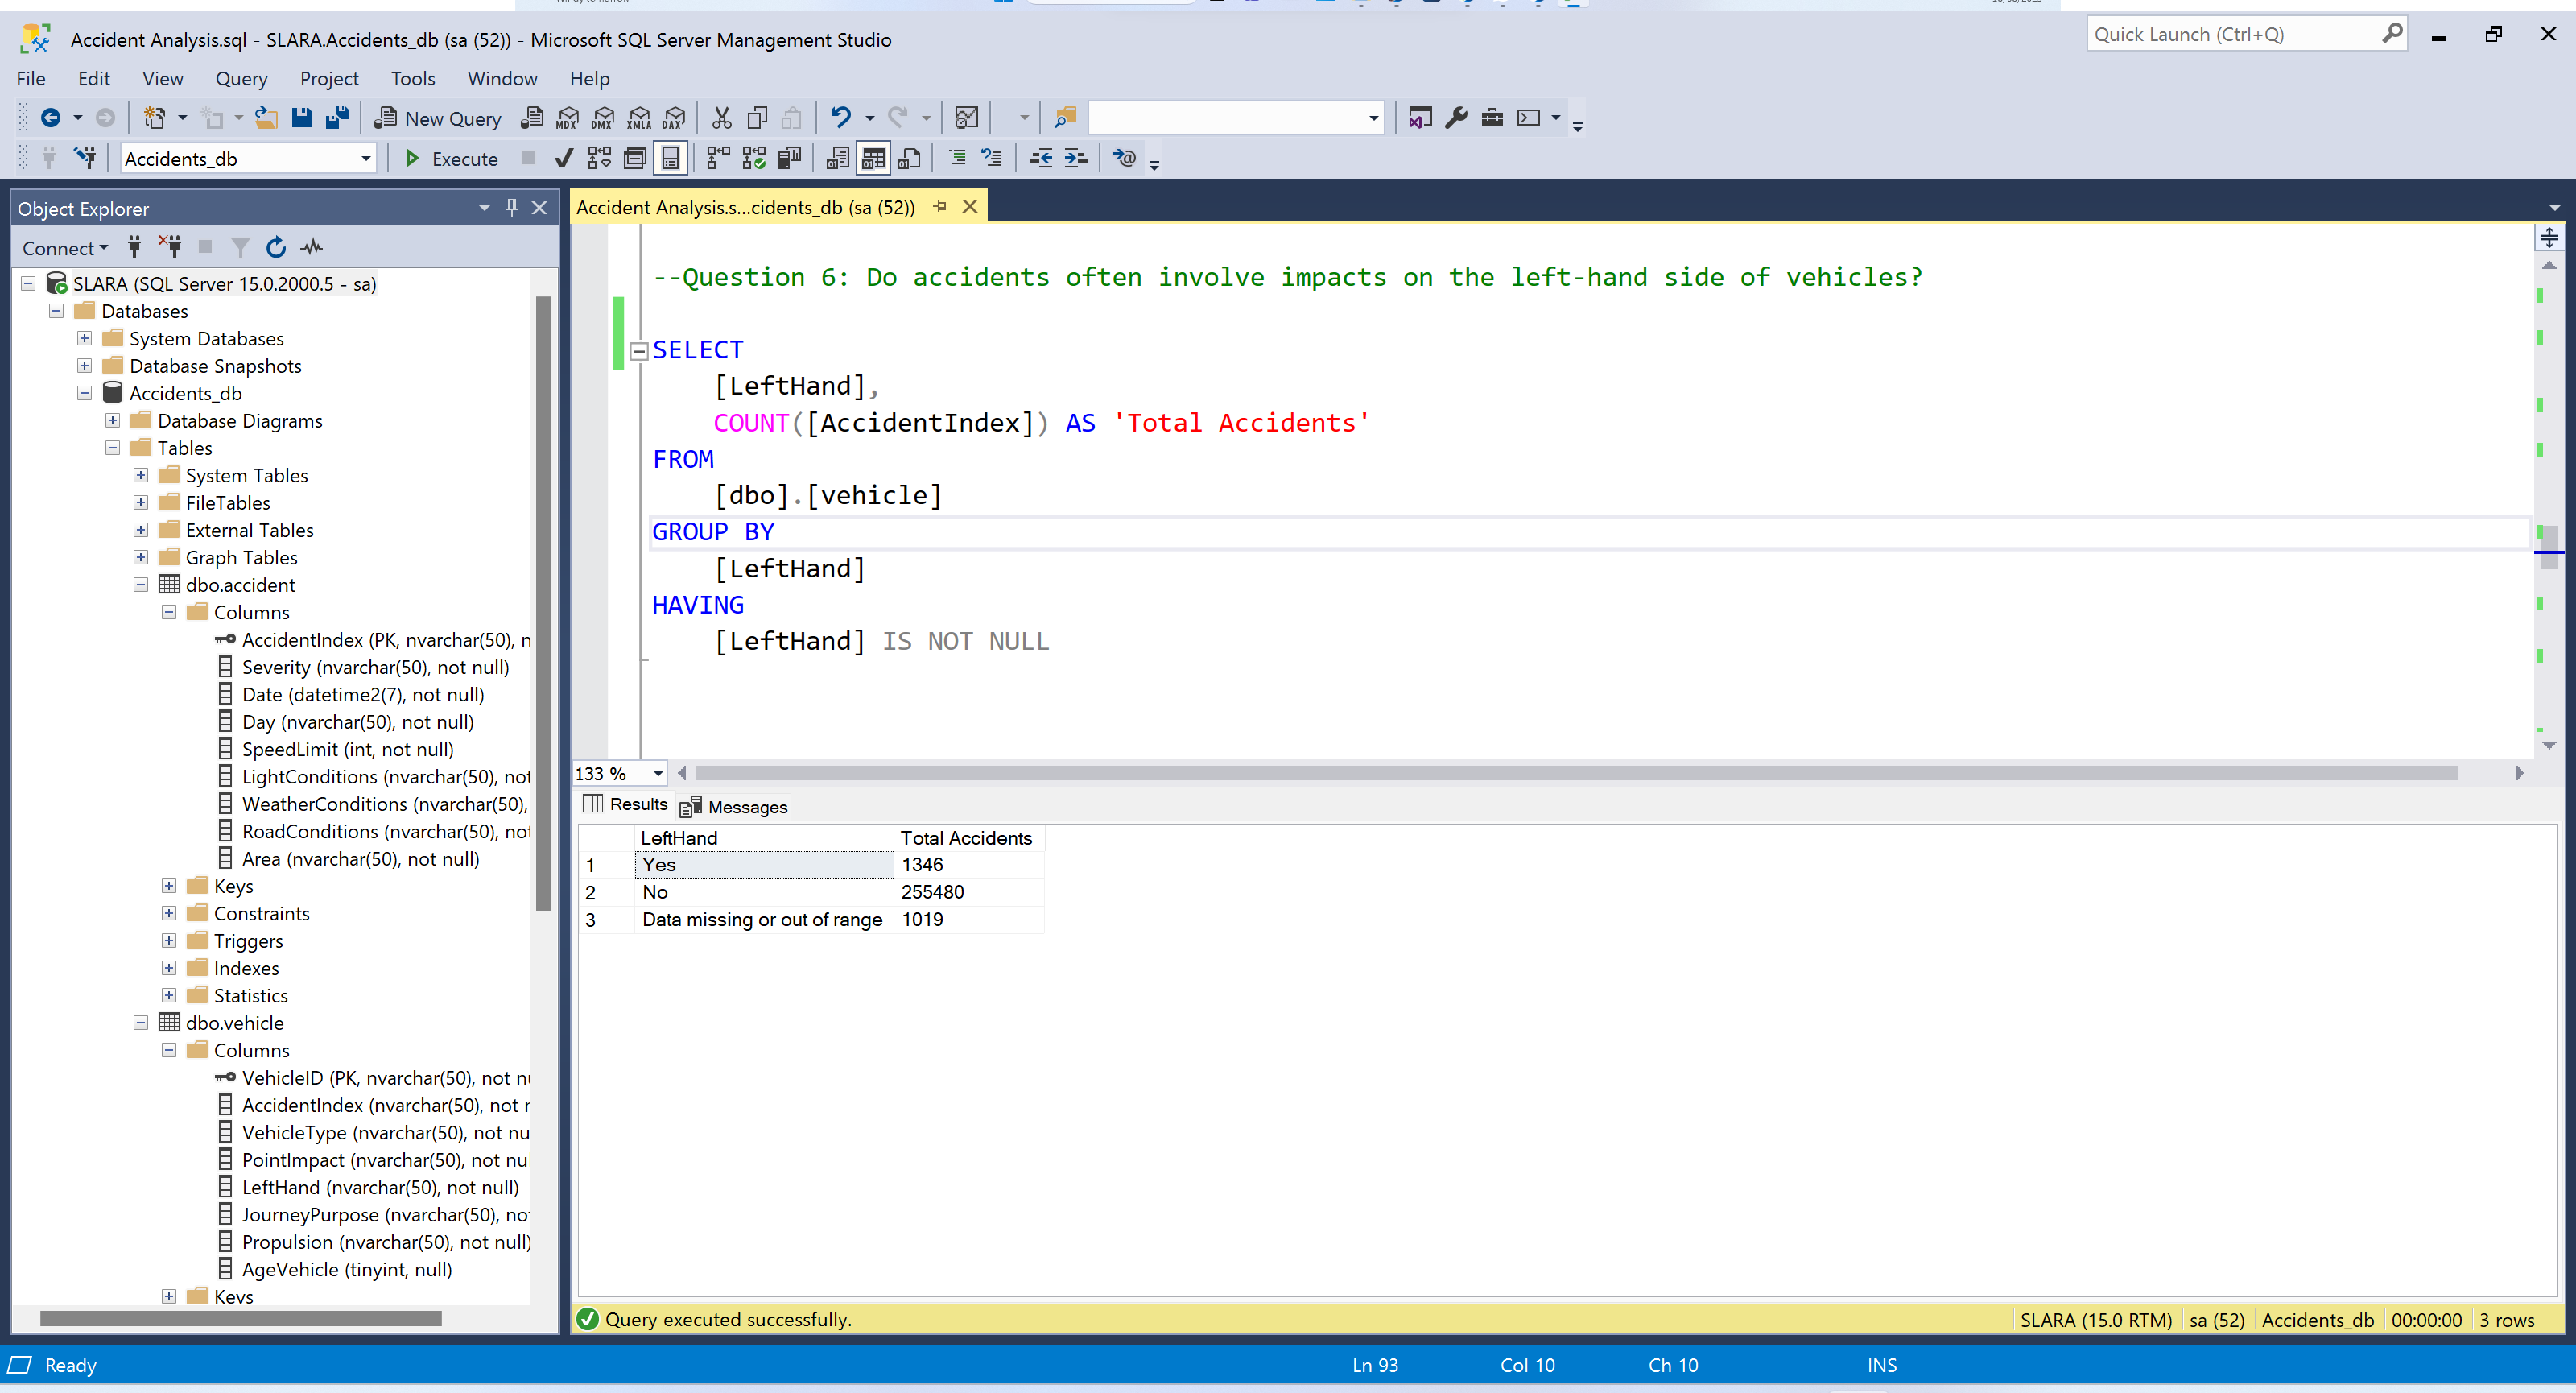 Accident Analysis.sql - SLARA.Accidents_db (sa (52)) - Microsoft SQL Server Management Studio
Quick Launch (Ctrl+Q)
File Edit View Query Project Tools Window Help
New Query MDX DMX XMLA DAX
Accidents_db Execute
Object Explorer
Connect
SLARA (SQL Server 15.0.2000.5 - sa)
Databases
System Databases
Database Snapshots
Accidents_db
Database Diagrams
Tables
System Tables
FileTables
External Tables
Graph Tables
dbo.accident
Columns
AccidentIndex (PK, nvarchar(50), n
Severity (nvarchar(50), not null)
Date (datetime2(7), not null)
Day (nvarchar(50), not null)
SpeedLimit (int, not null)
LightConditions (nvarchar(50), not
WeatherConditions (nvarchar(50),
RoadConditions (nvarchar(50), not
Area (nvarchar(50), not null)
Keys
Constraints
Triggers
Indexes
Statistics
dbo.vehicle
Columns
VehicleID (PK, nvarchar(50), not nu
AccidentIndex (nvarchar(50), not r
VehicleType (nvarchar(50), not nu
PointImpact (nvarchar(50), not nu
LeftHand (nvarchar(50), not null)
JourneyPurpose (nvarchar(50), no
Propulsion (nvarchar(50), not null)
AgeVehicle (tinyint, null)
Keys
Accident Analysis.s...cidents_db (sa (52))
--Question 6: Do accidents often involve impacts on the left-hand side of vehicles?
SELECT
[LeftHand],
COUNT([AccidentIndex]) AS 'Total Accidents'
FROM
[dbo].[vehicle]
GROUP BY
[LeftHand]
HAVING
[LeftHand] IS NOT NULL
133 %
Results Messages
LeftHand Total Accidents
1 Yes 1346
2 No 255480
3 Data missing or out of range 1019
Query executed successfully. SLARA (15.0 RTM) sa (52) Accidents_db 00:00:00 3 rows
Ready Ln 93 Col 10 Ch 10 INS